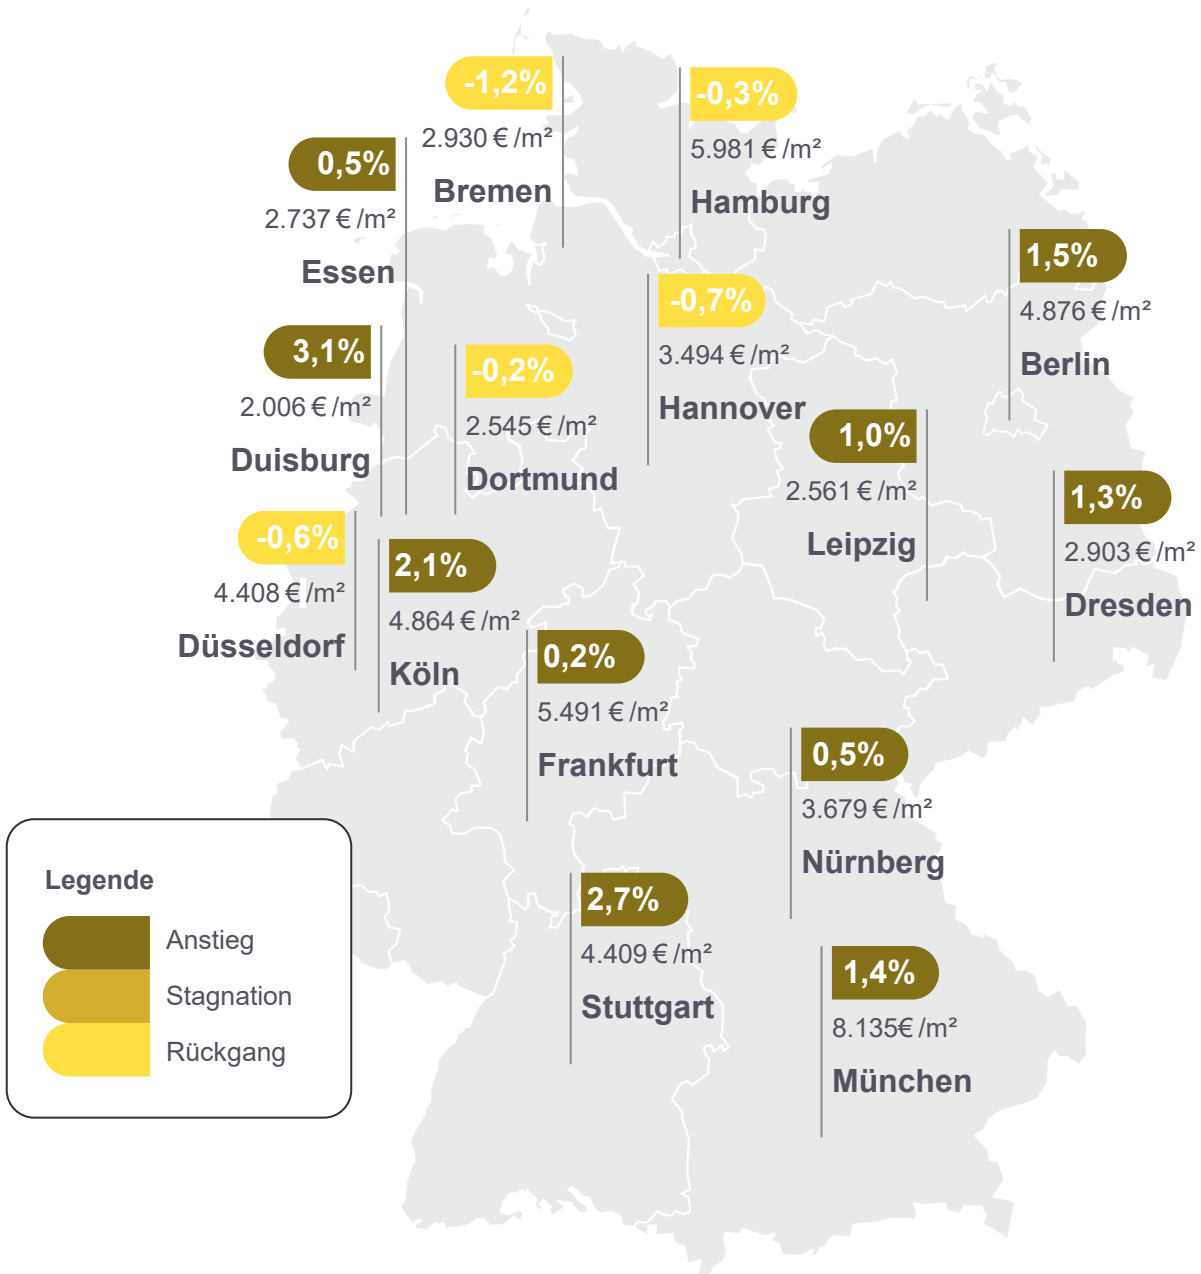 -1,2%
2.930 € /m²
Bremen
-0,3%
5.981 € /m²
Hamburg
0,5%
2.737 € /m²
Essen
1,5%
4.876 € /m²
Berlin
-0,7%
3.494 € /m²
Hannover
3,1%
2.006 € /m²
Duisburg
-0,2%
2.545 € /m²
Dortmund
1,0%
2.561 € /m²
Leipzig
1,3%
2.903 € /m²
Dresden
-0,6%
4.408 € /m²
Düsseldorf
2,1%
4.864 € /m²
Köln
0,2%
5.491 € /m²
Frankfurt
0,5%
3.679 € /m²
Nürnberg
2,7%
4.409 € /m²
Stuttgart
1,4%
8.135€ /m²
München
Legende
Anstieg
Stagnation
Rückgang